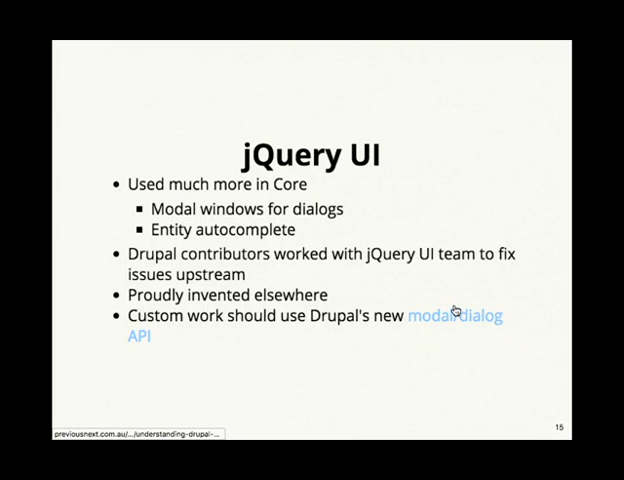 jQuery UI
Used much more in Core
Modal windows for dialogs
Entity autocomplete
Drupal contributors worked with jQuery UI team to fix
issues upstream
Proudly invented elsewhere
Custom work should use Drupal's new modal/dialog
API
15
previousnext.com.au/.../understanding-drupal-...